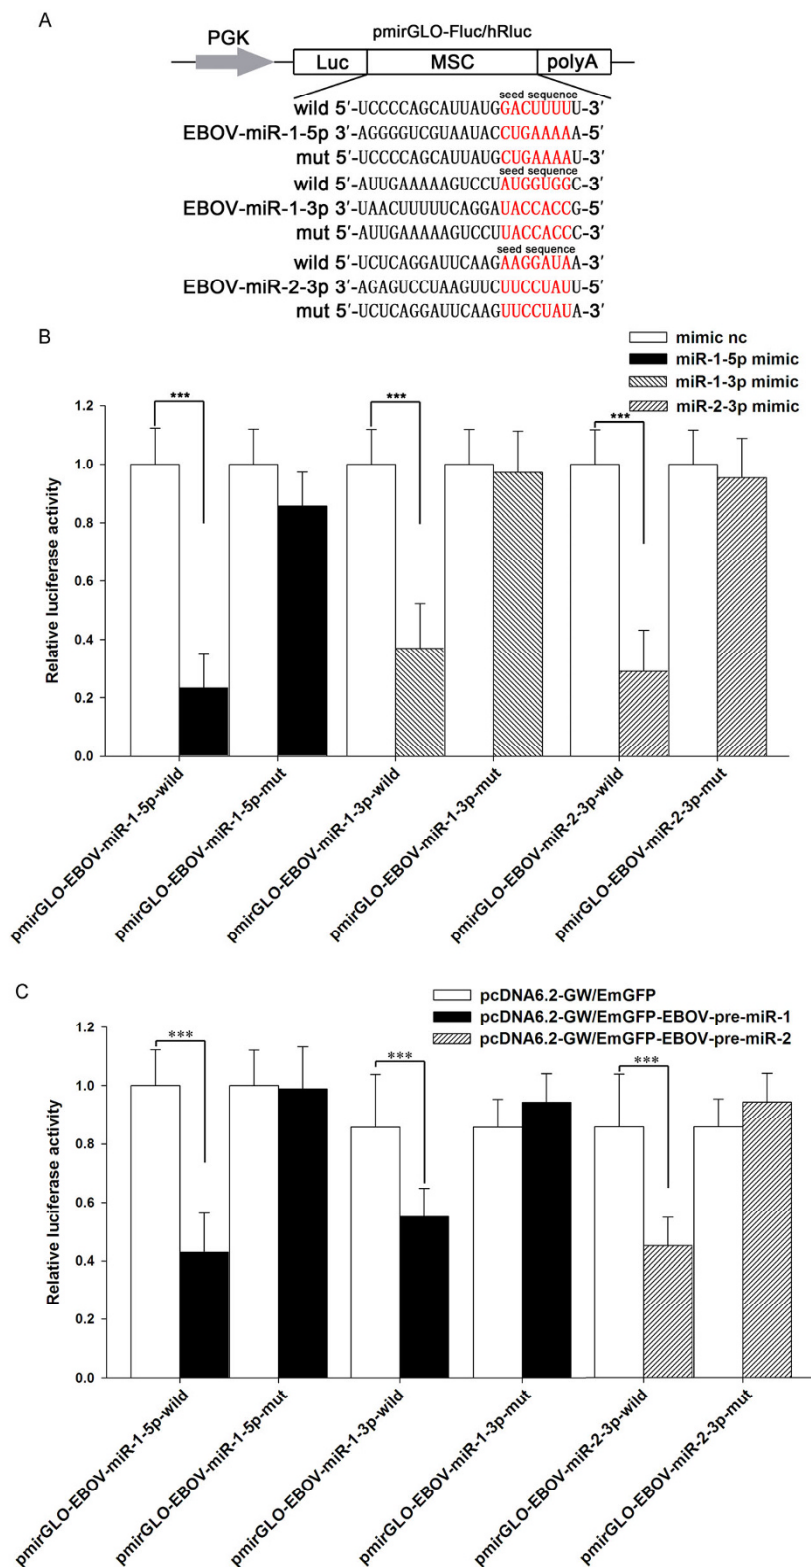 A
pmirGLO-Fluc/hRluc
PGK
Luc MSC polyA
seed sequence
wild 5′-UCCCCAGCAUUAUGGACUUUUU-3′
EBOV-miR-1-5p 3′-AGGGGUCGUAAUACCUGAAAAA-5′
mut 5′-UCCCCAGCAUUAUGCUGAAAAU-3′
seed sequence
wild 5′-AUUGAAAAAGUCCUAUGGUGGC-3′
EBOV-miR-1-3p 3′-UAACUUUUUCAGGAUACCACCG-5′
mut 5′-AUUGAAAAAGUCCUUACCACCC-3′
seed sequence
wild 5′-UCUCAGGAUUCAAGAAGGAUAA-3′
EBOV-miR-2-3p 3′-AGAGUCCUAAGUUCUUCCUAUU-5′
mut 5′-UCUCAGGAUUCAAGUUCCUAUA-3′
B
mimic nc
miR-1-5p mimic
miR-1-3p mimic
miR-2-3p mimic
*** *** ***
Relative luciferase activity
1.2
1.0
0.8
0.6
0.4
0.2
0.0
pmirGLO-EBOV-miR-1-5p-wild
pmirGLO-EBOV-miR-1-5p-mut
pmirGLO-EBOV-miR-1-3p-wild
pmirGLO-EBOV-miR-1-3p-mut
pmirGLO-EBOV-miR-2-3p-wild
pmirGLO-EBOV-miR-2-3p-mut
C
pcDNA6.2-GW/EmGFP
pcDNA6.2-GW/EmGFP-EBOV-pre-miR-1
pcDNA6.2-GW/EmGFP-EBOV-pre-miR-2
*** *** ***
Relative luciferase activity
1.2
1.0
0.8
0.6
0.4
0.2
0.0
pmirGLO-EBOV-miR-1-5p-wild
pmirGLO-EBOV-miR-1-5p-mut
pmirGLO-EBOV-miR-1-3p-wild
pmirGLO-EBOV-miR-1-3p-mut
pmirGLO-EBOV-miR-2-3p-wild
pmirGLO-EBOV-miR-2-3p-mut